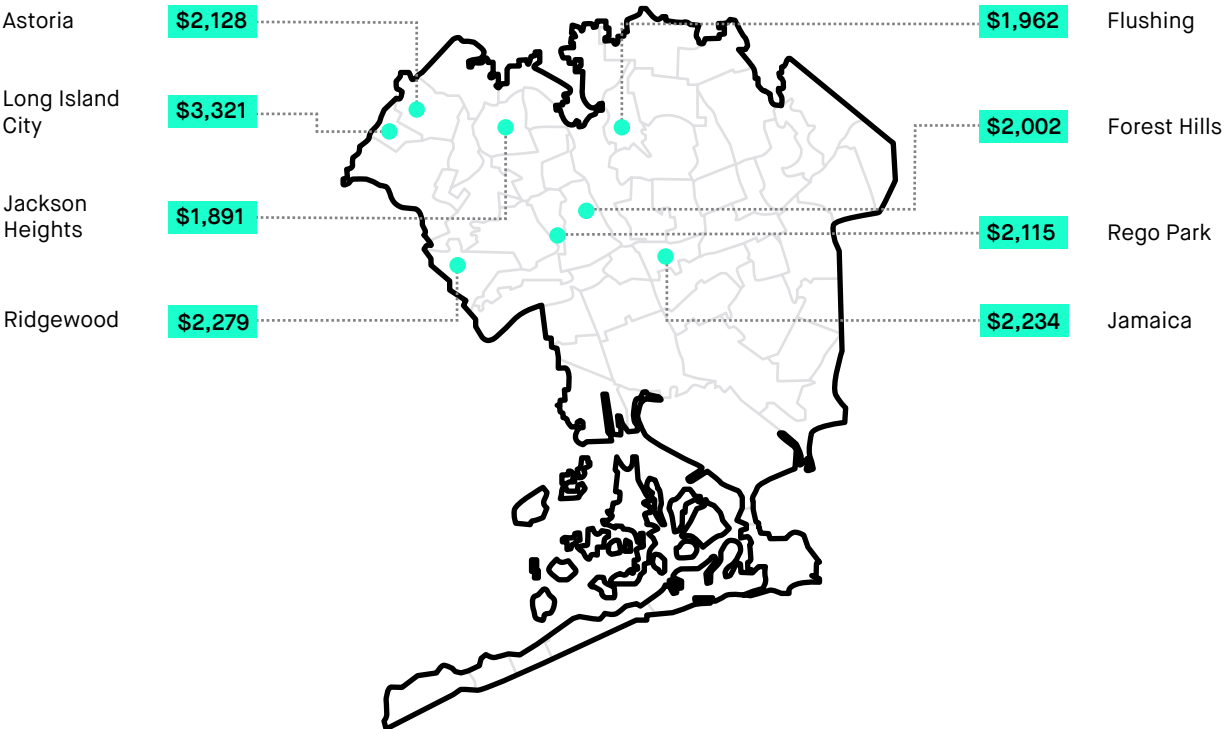 Astoria
$2,128
Long Island
City
$3,321
Jackson
Heights
$1,891
Ridgewood
$2,279
$1,962
Flushing
$2,002
Forest Hills
$2,115
Rego Park
$2,234
Jamaica